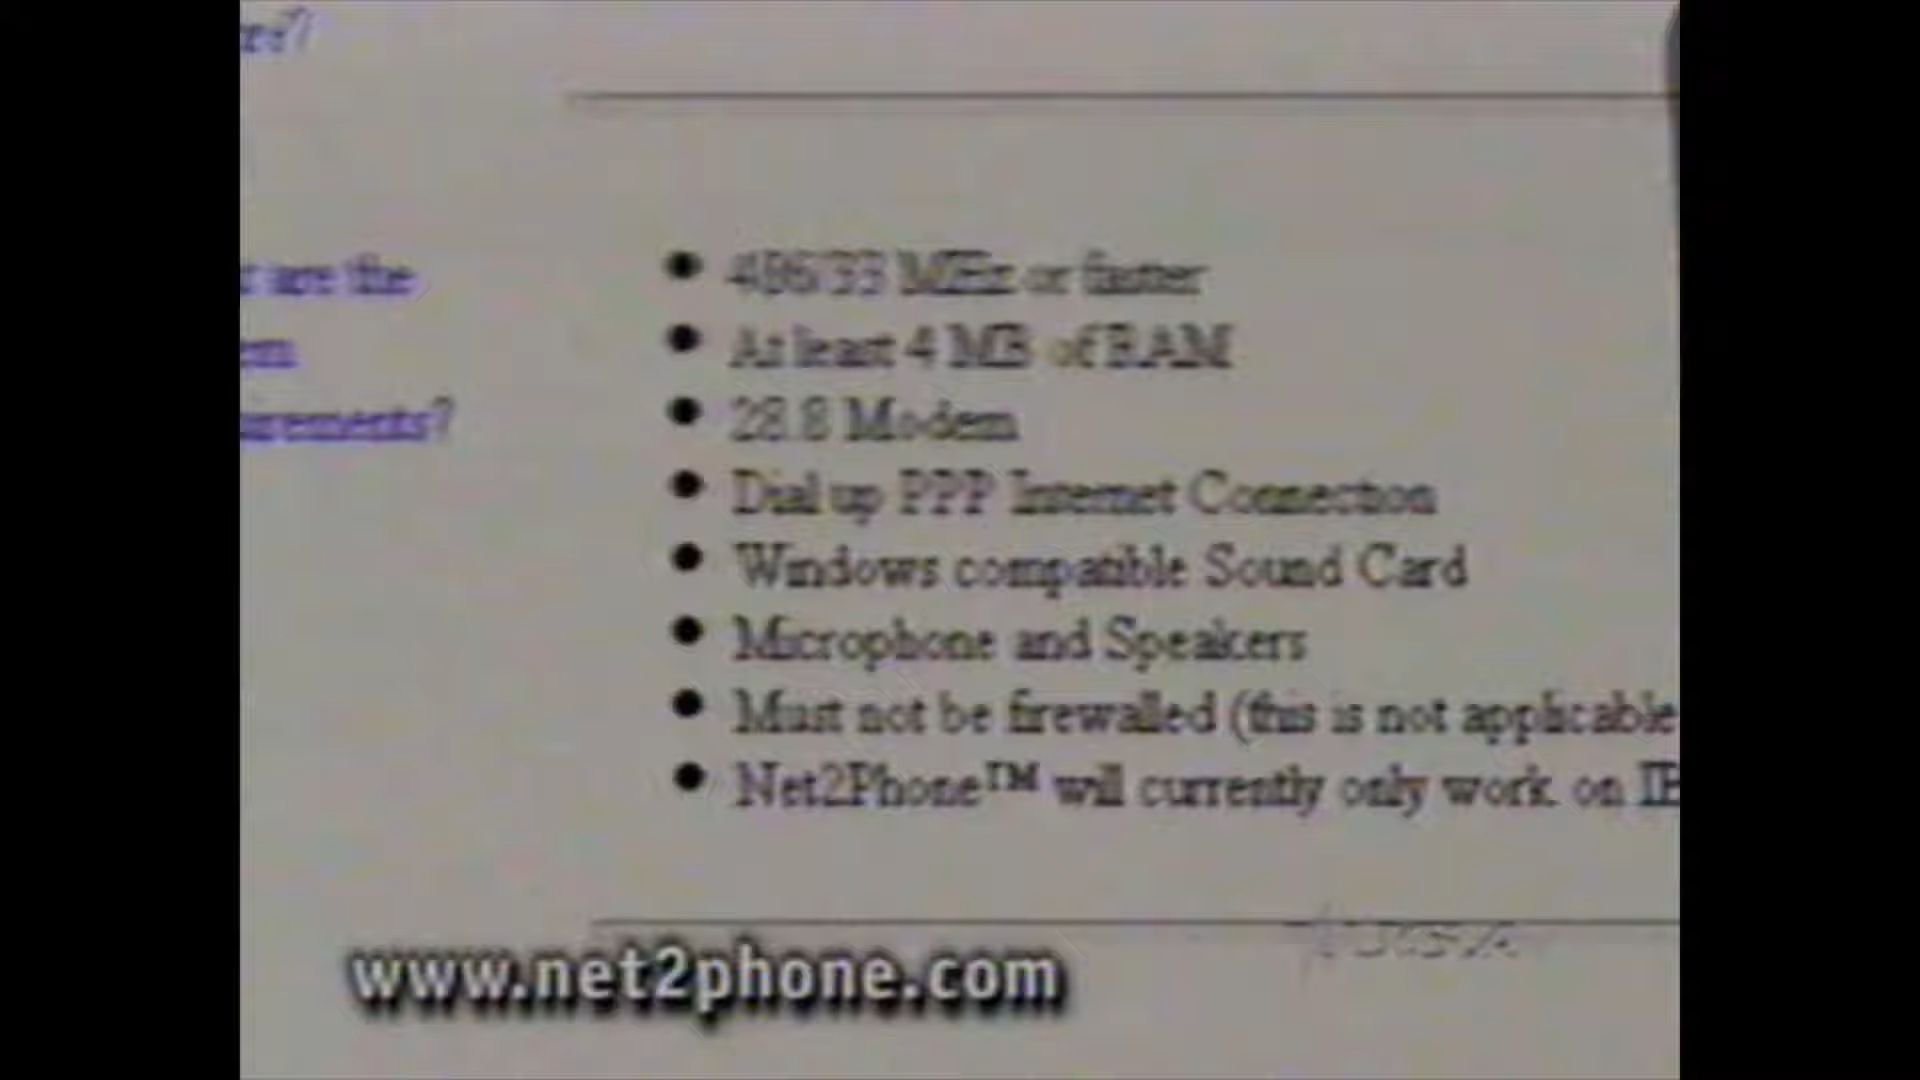 are the
486/33 MHz or faster
At least 4 MB of RAM
28.8 Modem
Dial up PPP Internet Connection
Windows compatible Sound Card
Microphone and Speakers
Must not be firewalled (this is not applicable
Net2Phone™ will currently only work on
www.net2phone.com